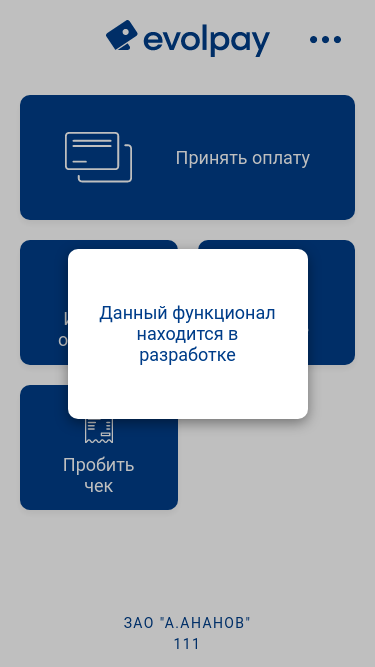 evolpay
Принять оплату
Данный функционал
находится в
разработке
Пробить
чек
ЗАО "А.АНАНОВ"
111